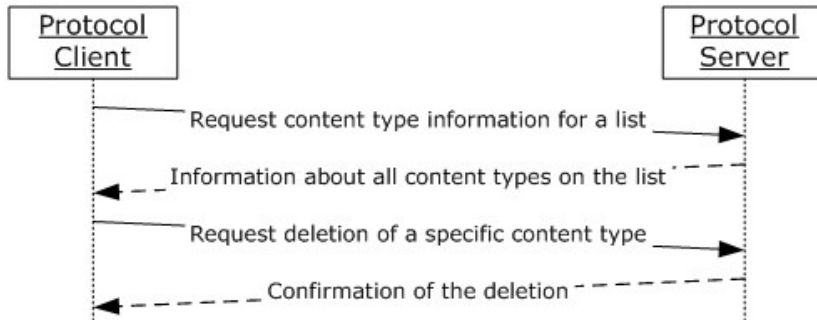 Protocol
Client
Protocol
Server
Request content type information for a list
Information about all content types on the list
Request deletion of a specific content type
Confirmation of the deletion